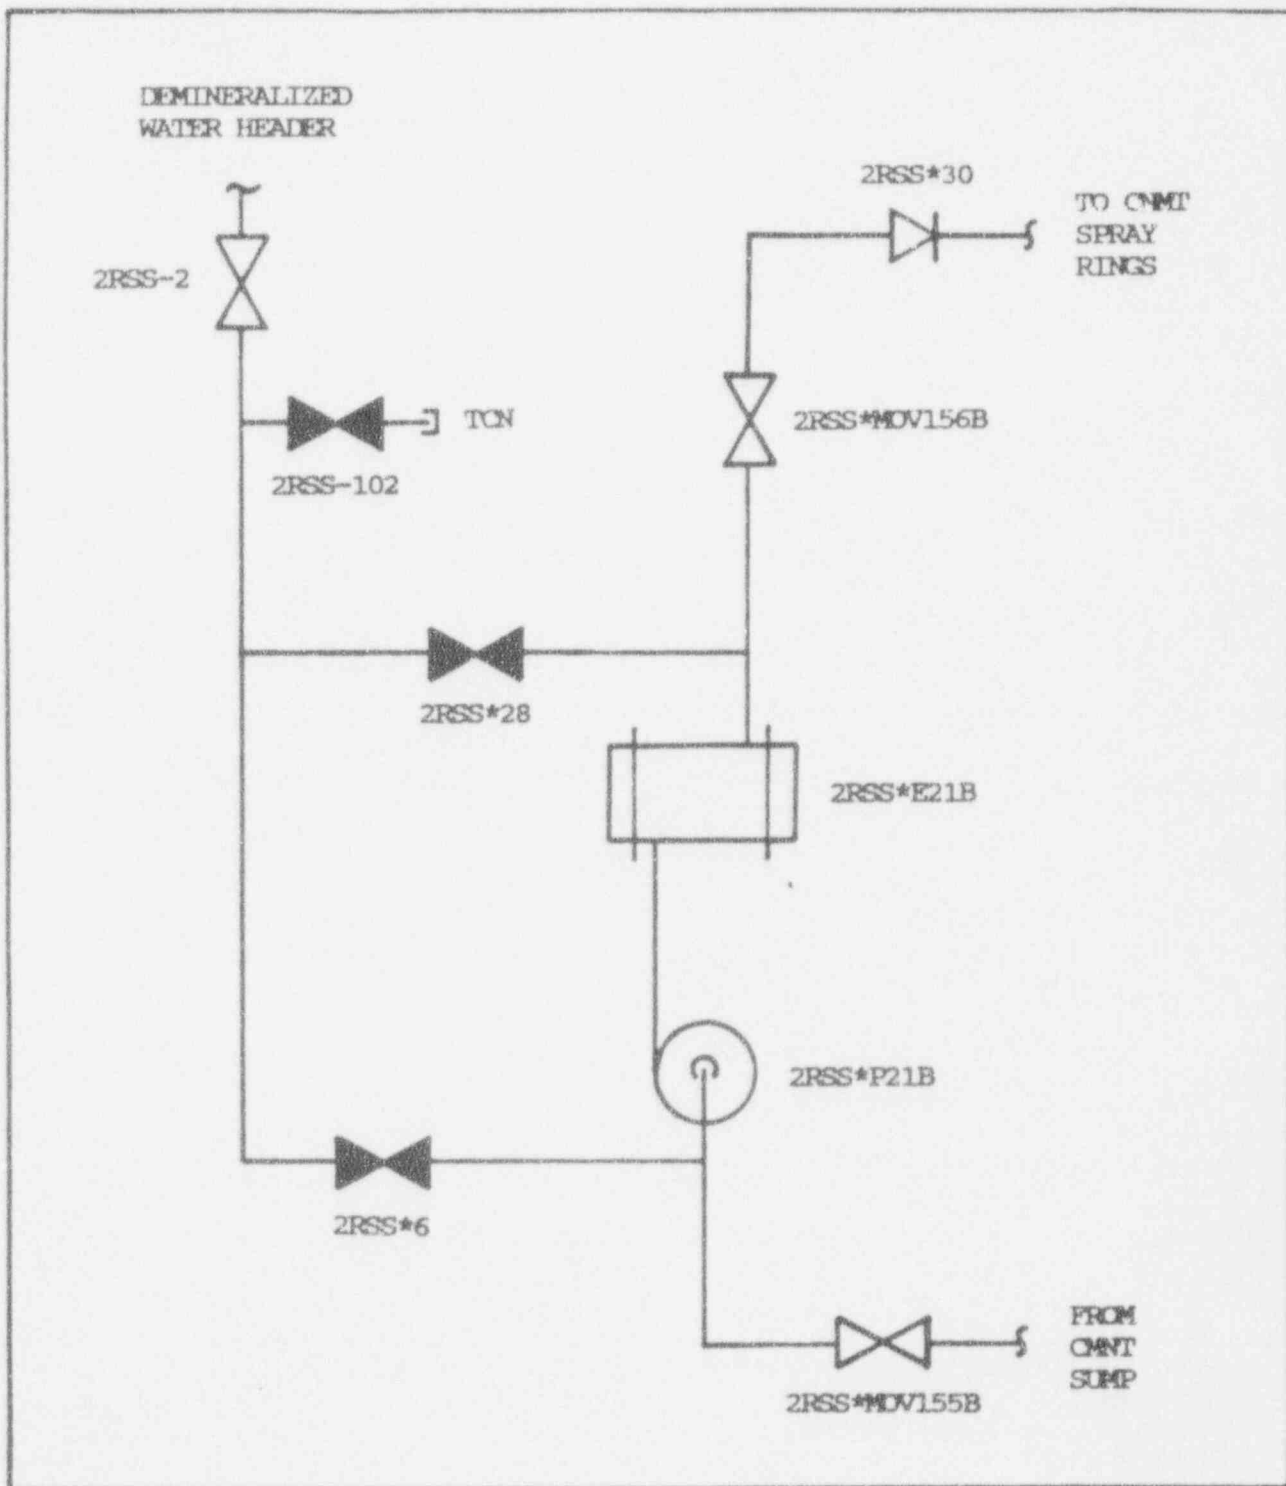 DEMINERALIZED
WATER HEADER
2RSS*30
TO CNMT
SPRAY
RINGS
2RSS-2
TCN
2RSS*MOV156B
2RSS-102
2RSS*28
2RSS*E21B
2RSS*P21B
2RSS*6
FROM
CMNT
SUMP
2RSS*MOV155B